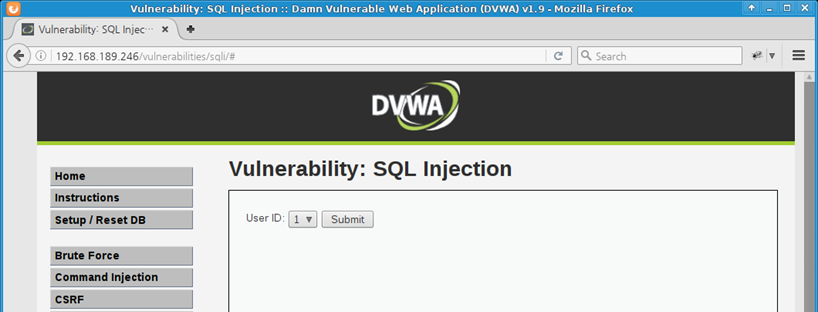 Vulnerability: SQL Injection :: Damn Vulnerable Web Application (DVWA) v1.9 - Mozilla Firefox
Vulnerability: SQL Injec···
192.168.189.246/vulnerabilities/sqli/#
Search
DVWA
Home
Instructions
Setup / Reset DB
Brute Force
Command Injection
CSRF
Vulnerability: SQL Injection
User ID: 1 Submit